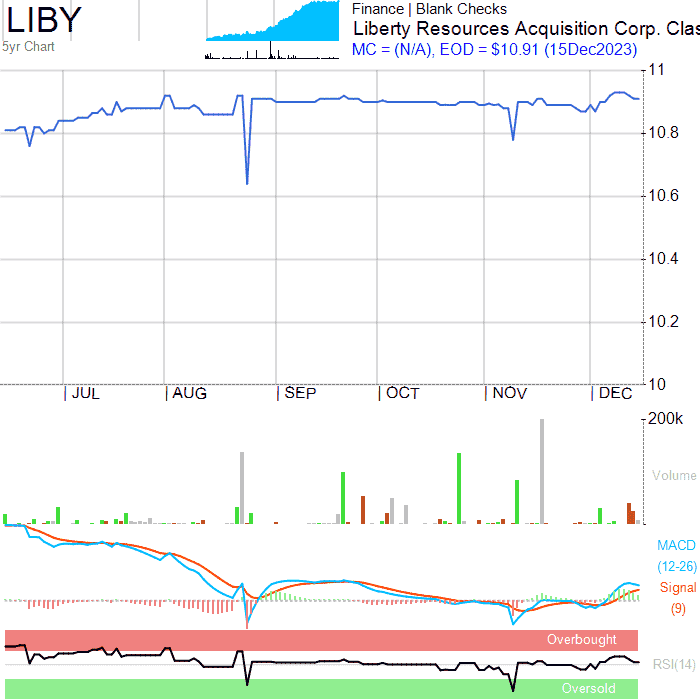 LIBY
5yr Chart
Finance | Blank Checks
Liberty Resources Acquisition Corp. Clas
MC = (N/A), EOD = $10.91 (15Dec2023)
11
10.8
10.6
10.4
10.2
10
JUL AUG SEP OCT NOV DEC
200k
Volume
0
MACD
(12-26)
Signal
(9)
Overbought
RSI(14)
Oversold